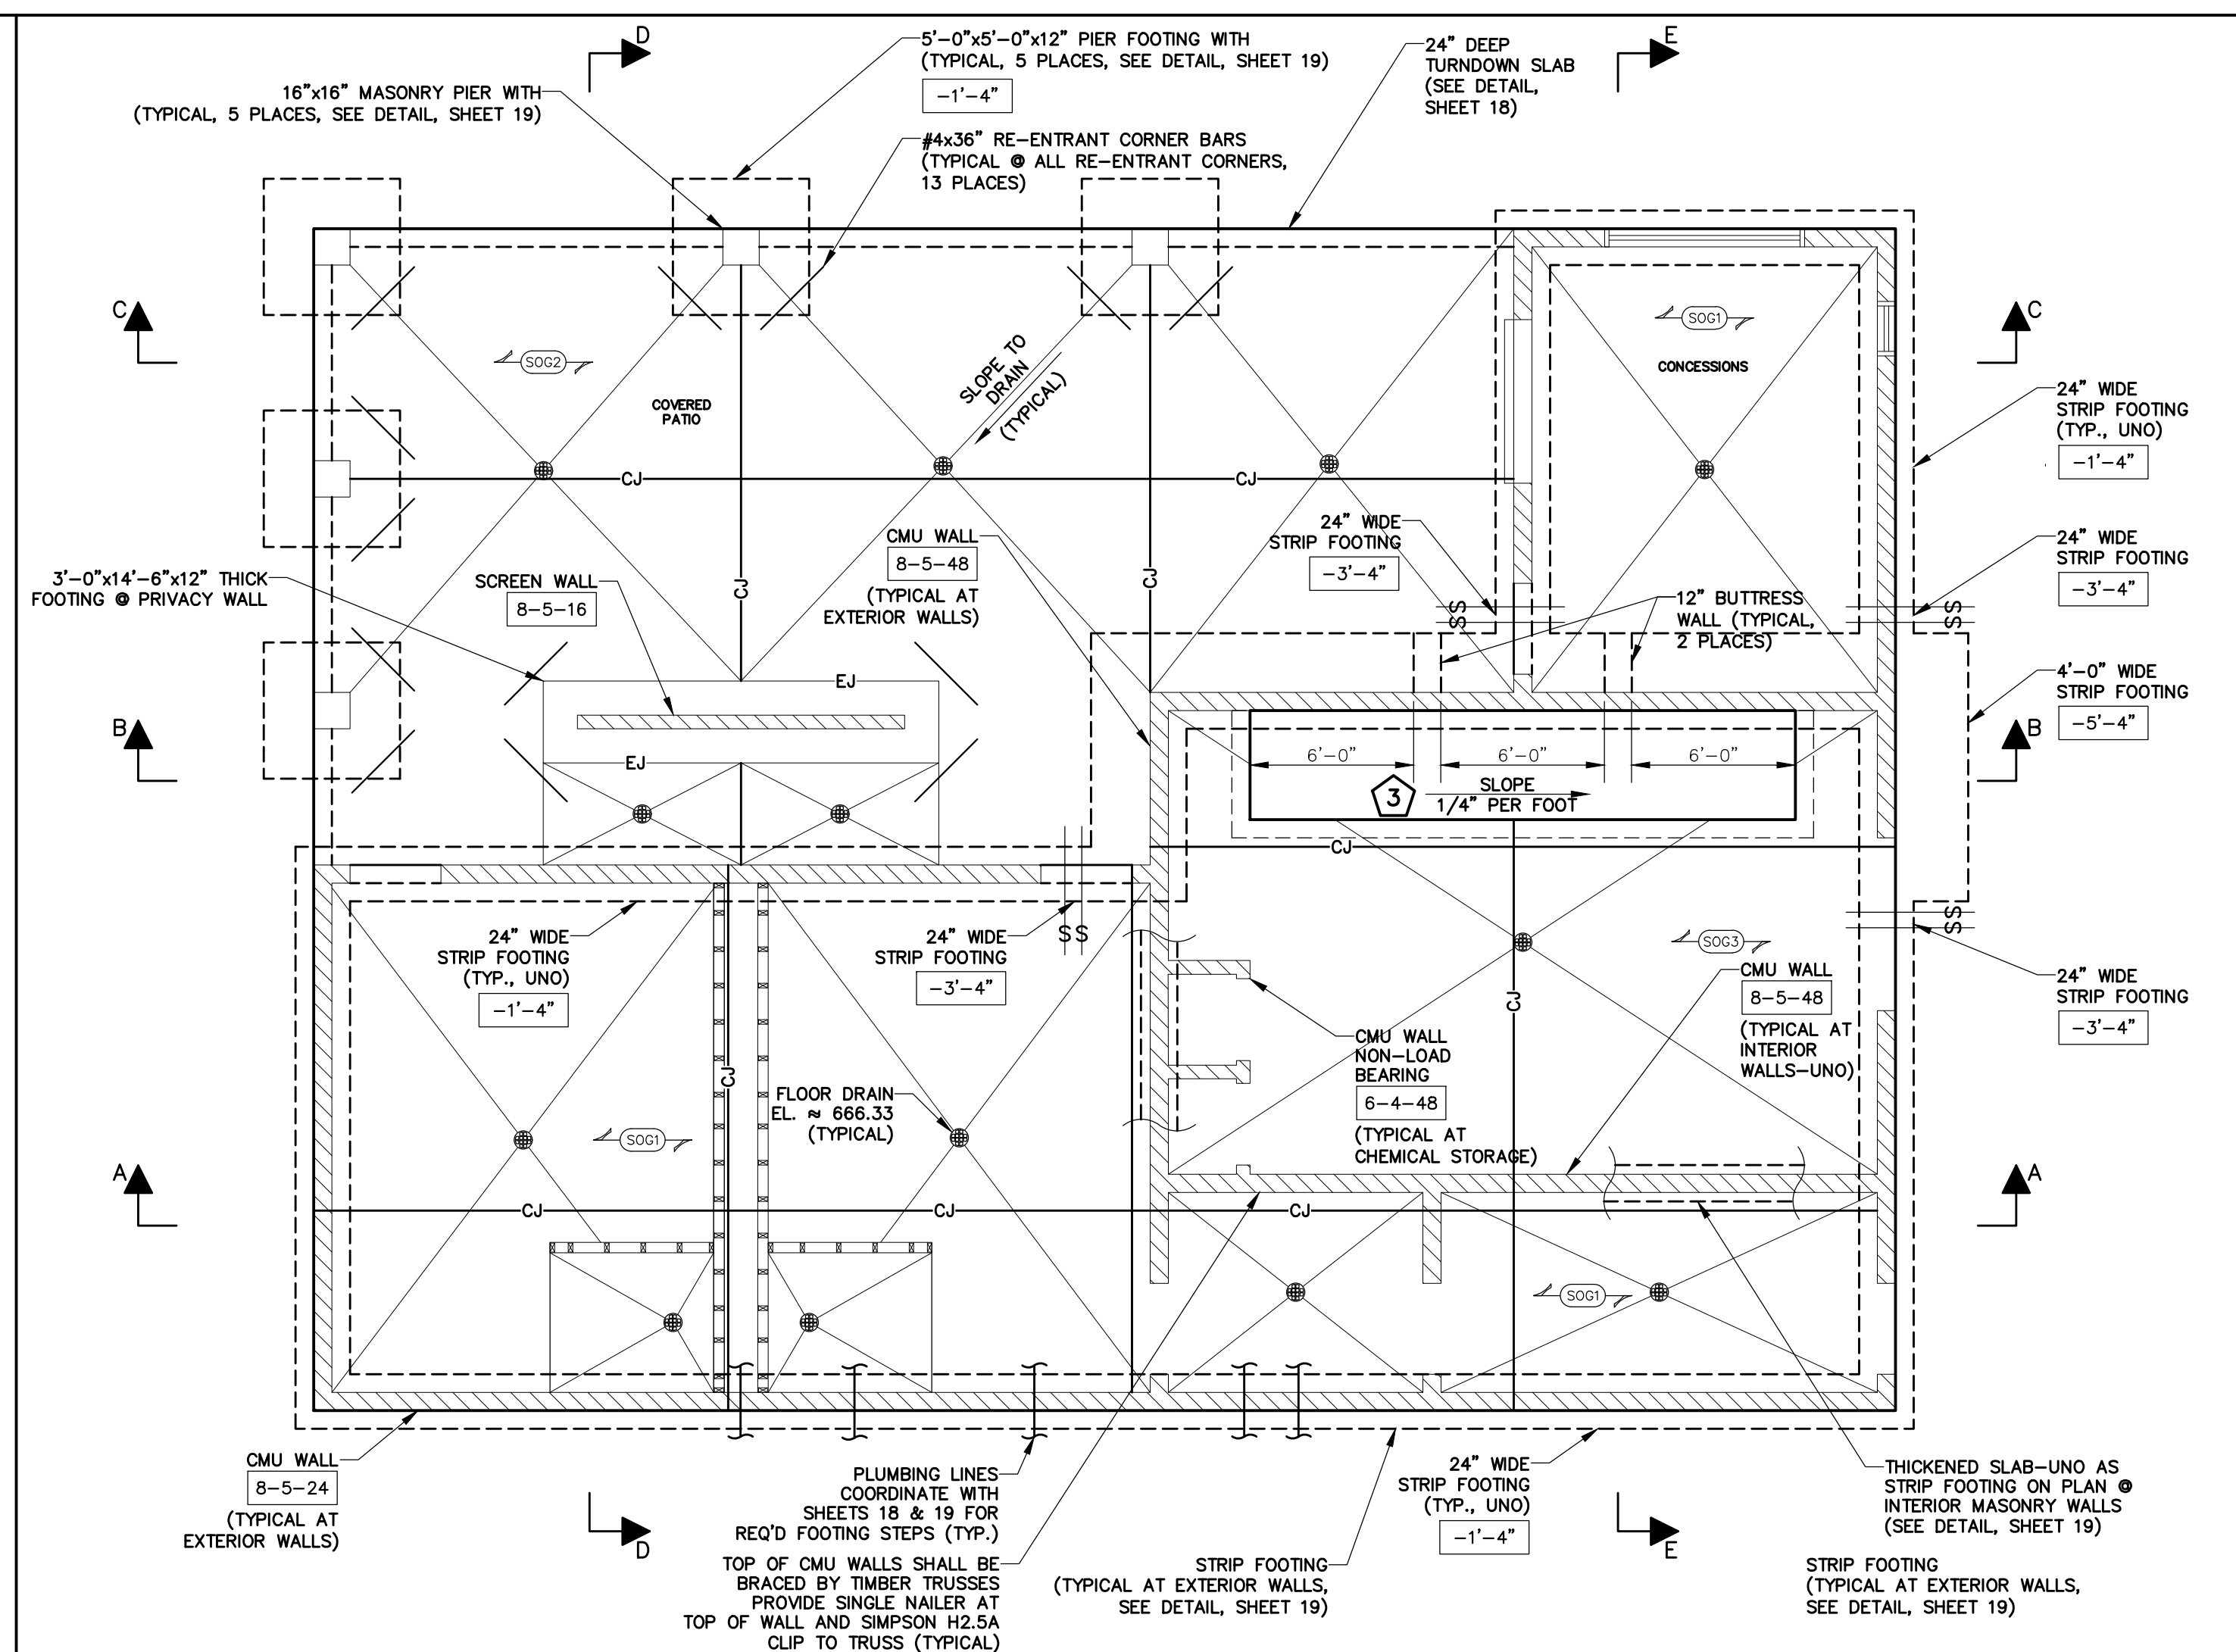 D
5'-0"x5'-0"x12" PIER FOOTING WITH
(TYPICAL, 5 PLACES, SEE DETAIL, SHEET 19)
-1'-4"
24" DEEP
TURNDOWN SLAB
(SEE DETAIL,
SHEET 18)
E
16"x16" MASONRY PIER WITH
(TYPICAL, 5 PLACES, SEE DETAIL, SHEET 19)
#4x36" RE-ENTRANT CORNER BARS
(TYPICAL @ ALL RE-ENTRANT CORNERS,
13 PLACES)
C
C
SOG2
COVERED
PATIO
SLOPE TO
DRAIN
(TYPICAL)
SOG1
CONCESSIONS
24" WIDE
STRIP FOOTING
(TYP., UNO)
-1'-4"
CJ
CJ
CJ
CJ
24" WIDE
STRIP FOOTING
-3'-4"
CMU WALL
8-5-48
(TYPICAL AT
EXTERIOR WALLS)
24" WIDE
STRIP FOOTING
-3'-4"
3'-0"x14'-6"x12" THICK
FOOTING @ PRIVACY WALL
SCREEN WALL
8-5-16
SS
SS
12" BUTTRESS
WALL (TYPICAL,
2 PLACES)
4'-0" WIDE
STRIP FOOTING
-5'-4"
EJ
EJ
B
B
6'-0"
6'-0"
6'-0"
3
SLOPE
1/4" PER FOOT
CJ
24" WIDE
STRIP FOOTING
(TYP., UNO)
-1'-4"
24" WIDE
STRIP FOOTING
-3'-4"
SS
SS
SOG3
CMU WALL
8-5-48
(TYPICAL AT
INTERIOR
WALLS-UNO)
24" WIDE
STRIP FOOTING
-3'-4"
CJ
CJ
FLOOR DRAIN
EL. ≈ 666.33
(TYPICAL)
CMU WALL
NON-LOAD
BEARING
6-4-48
(TYPICAL AT
CHEMICAL STORAGE)
SOG1
A
A
CJ
CJ
CJ
SOG1
CMU WALL
8-5-24
(TYPICAL AT
EXTERIOR WALLS)
PLUMBING LINES
COORDINATE WITH
SHEETS 18 & 19 FOR
REQ'D FOOTING STEPS (TYP.)
24" WIDE
STRIP FOOTING
(TYP., UNO)
-1'-4"
THICKENED SLAB-UNO AS
STRIP FOOTING ON PLAN @
INTERIOR MASONRY WALLS
(SEE DETAIL, SHEET 19)
D
E
TOP OF CMU WALLS SHALL BE
BRACED BY TIMBER TRUSSES
PROVIDE SINGLE NAILER AT
TOP OF WALL AND SIMPSON H2.5A
CLIP TO TRUSS (TYPICAL)
STRIP FOOTING
(TYPICAL AT EXTERIOR WALLS,
SEE DETAIL, SHEET 19)
STRIP FOOTING
(TYPICAL AT EXTERIOR WALLS,
SEE DETAIL, SHEET 19)